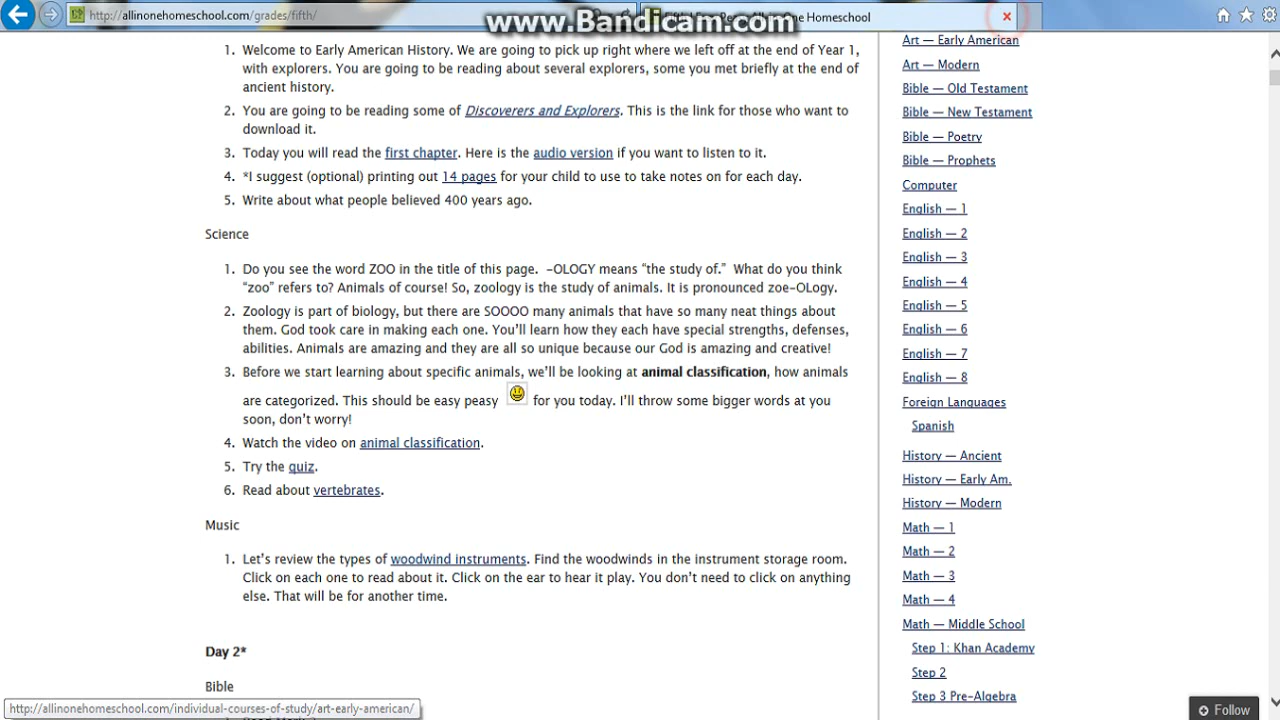 http://allinonehomeschool.com/grades/fifth/
www.Bandicam.com
Homeschool
1. Welcome to Early American History. We are going to pick up right where we left off at the end of Year 1,
with explorers. You are going to be reading about several explorers, some you met briefly at the end of
ancient history.
2. You are going to be reading some of Discoverers and Explorers. This is the link for those who want to
download it.
3. Today you will read the first chapter. Here is the audio version if you want to listen to it.
4. *I suggest (optional) printing out 14 pages for your child to use to take notes on for each day.
5. Write about what people believed 400 years ago.
Science
1. Do you see the word ZOO in the title of this page. -OLOGY means “the study of.” What do you think
“zoo” refers to? Animals of course! So, zoology is the study of animals. It is pronounced zoe-OLogy.
2. Zoology is part of biology, but there are SOOOO many animals that have so many neat things about
them. God took care in making each one. You’ll learn how they each have special strengths, defenses,
abilities. Animals are amazing and they are all so unique because our God is amazing and creative!
3. Before we start learning about specific animals, we’ll be looking at animal classification, how animals
are categorized. This should be easy peasy for you today. I’ll throw some bigger words at you
soon, don’t worry!
4. Watch the video on animal classification.
5. Try the quiz.
6. Read about vertebrates.
Music
1. Let’s review the types of woodwind instruments. Find the woodwinds in the instrument storage room.
Click on each one to read about it. Click on the ear to hear it play. You don’t need to click on anything
else. That will be for another time.
Day 2*
Bible
http://allinonehomeschool.com/individual-courses-of-study/art-early-american/
Art — Early American
Art — Modern
Bible — Old Testament
Bible — New Testament
Bible — Poetry
Bible — Prophets
Computer
English — 1
English — 2
English — 3
English — 4
English — 5
English — 6
English — 7
English — 8
Foreign Languages
Spanish
History — Ancient
History — Early Am.
History — Modern
Math — 1
Math — 2
Math — 3
Math — 4
Math — Middle School
Step 1: Khan Academy
Step 2
Step 3 Pre-Algebra
Follow